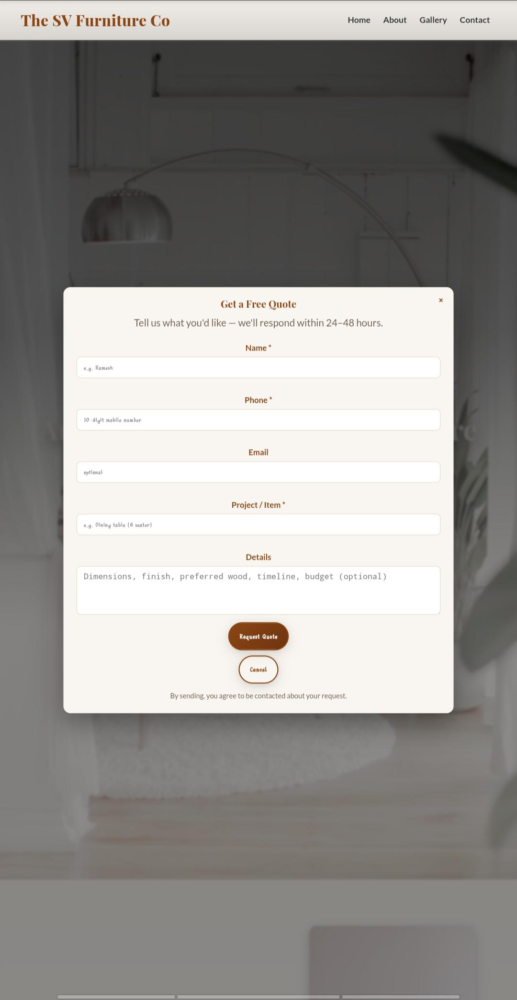 The SV Furniture Co
Home About Gallery Contact
Get a Free Quote
×
Tell us what you'd like — we'll respond within 24–48 hours.
Name *
e.g. Ramesh
Phone *
10-digit mobile number
Email
optional
Project / Item *
e.g. Dining table (6 seater)
Details
Dimensions, finish, preferred wood, timeline, budget (optional)
Request Quote
Cancel
By sending, you agree to be contacted about your request.